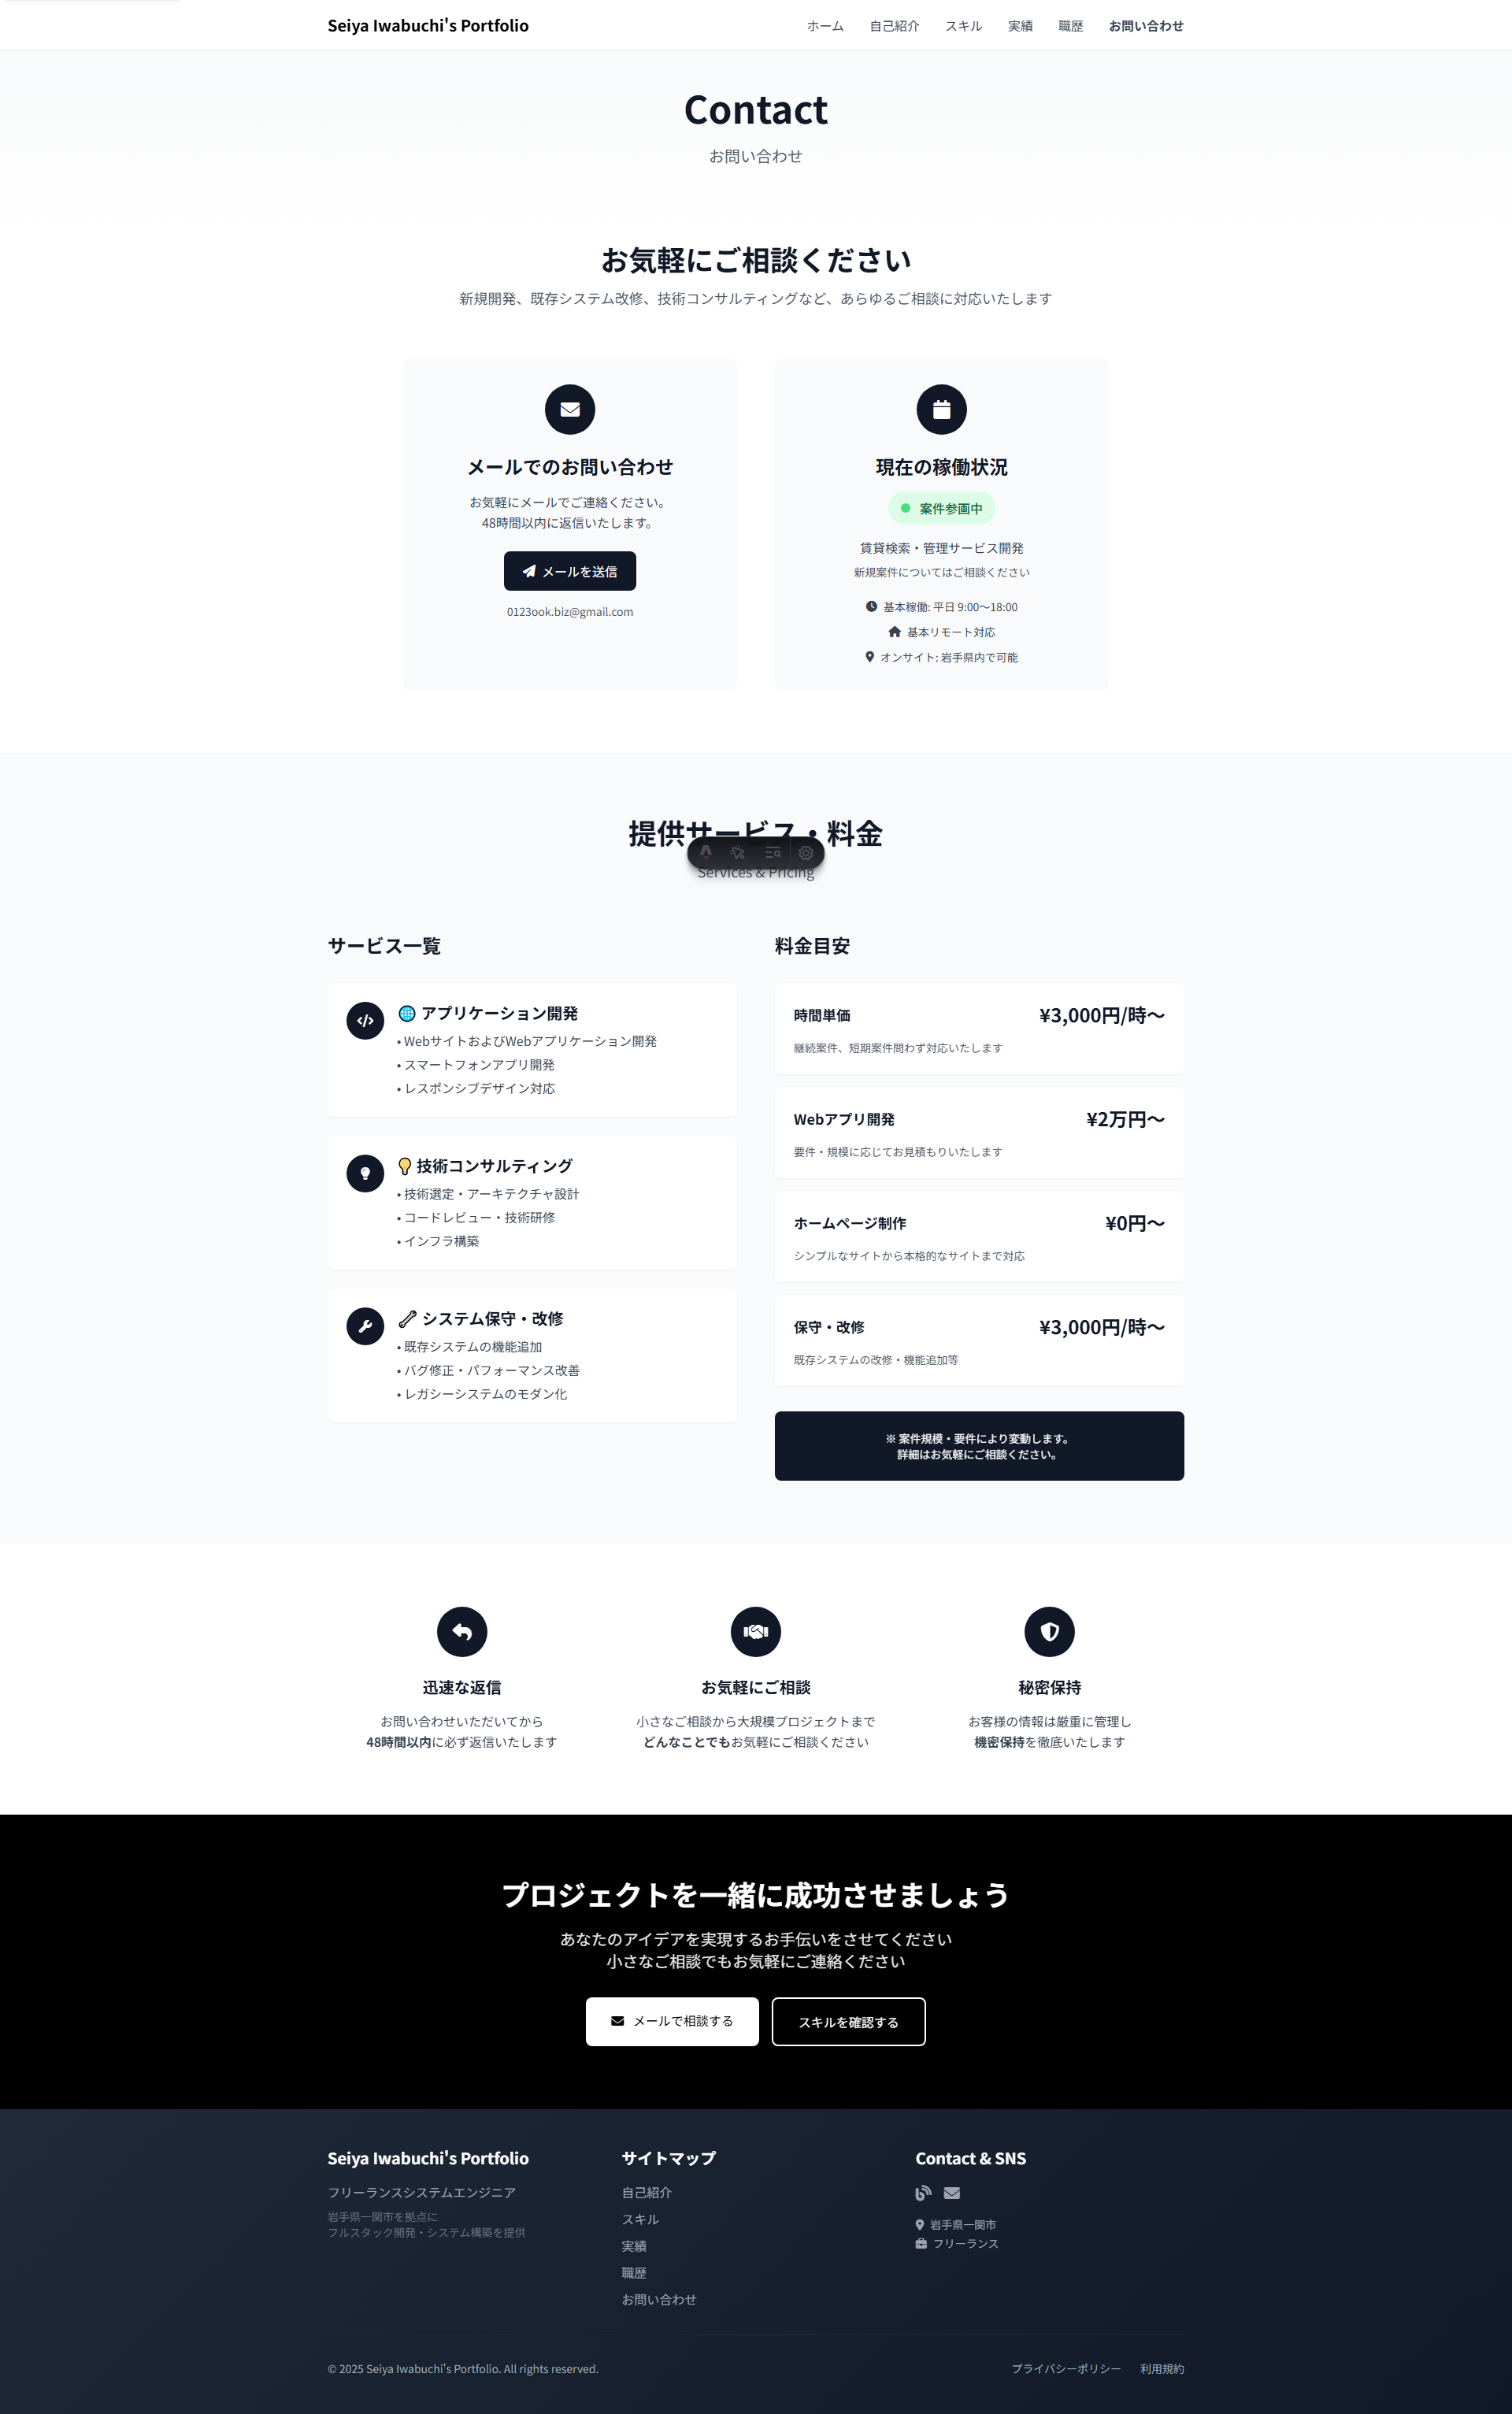 Seiya Iwabuchi's Portfolio
ホーム 自己紹介 スキル 実績 職歴 お問い合わせ
Contact
お問い合わせ
お気軽にご相談ください
新規開発、既存システム改修、技術コンサルティングなど、あらゆるご相談に対応いたします
メールでのお問い合わせ
お気軽にメールでご連絡ください。
48時間以内に返信いたします。
メールを送信
0123ook.biz@gmail.com
現在の稼働状況
案件参画中
賃貸検索・管理サービス開発
新規案件についてはご相談ください
基本稼働: 平日 9:00〜18:00
基本リモート対応
オンサイト: 岩手県内で可能
提供サービス・料金
Services & Pricing
サービス一覧
アプリケーション開発
• WebサイトおよびWebアプリケーション開発
• スマートフォンアプリ開発
• レスポンシブデザイン対応
技術コンサルティング
• 技術選定・アーキテクチャ設計
• コードレビュー・技術研修
• インフラ構築
システム保守・改修
• 既存システムの機能追加
• バグ修正・パフォーマンス改善
• レガシーシステムのモダン化
料金目安
時間単価 ¥3,000円/時〜
継続案件、短期案件問わず対応いたします
Webアプリ開発 ¥2万円〜
要件・規模に応じてお見積もりいたします
ホームページ制作 ¥0円〜
シンプルなサイトから本格的なサイトまで対応
保守・改修 ¥3,000円/時〜
既存システムの改修・機能追加等
※ 案件規模・要件により変動します。
詳細はお気軽にご相談ください。
迅速な返信
お問い合わせいただいてから
48時間以内に必ず返信いたします
お気軽にご相談
小さなご相談から大規模プロジェクトまで
どんなことでもお気軽にご相談ください
秘密保持
お客様の情報は厳重に管理し
機密保持を徹底いたします
プロジェクトを一緒に成功させましょう
あなたのアイデアを実現するお手伝いをさせてください
小さなご相談でもお気軽にご連絡ください
メールで相談する
スキルを確認する
Seiya Iwabuchi's Portfolio
フリーランスシステムエンジニア
岩手県一関市を拠点に
フルスタック開発・システム構築を提供
サイトマップ
自己紹介
スキル
実績
職歴
お問い合わせ
Contact & SNS
岩手県一関市
フリーランス
© 2025 Seiya Iwabuchi's Portfolio. All rights reserved.
プライバシーポリシー 利用規約